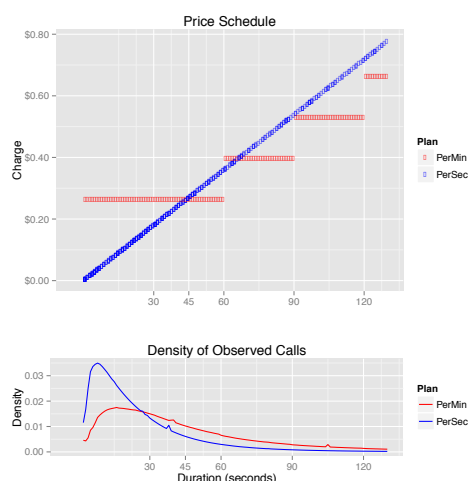 Price Schedule
$0.80
$0.60
$0.40
$0.20
$0.00
Charge
30 45 60 90 120
Plan
PerMin
PerSec
Density of Observed Calls
0.03
0.02
0.01
0.00
Density
30 45 60 90 120
Duration (seconds)
Plan
PerMin
PerSec